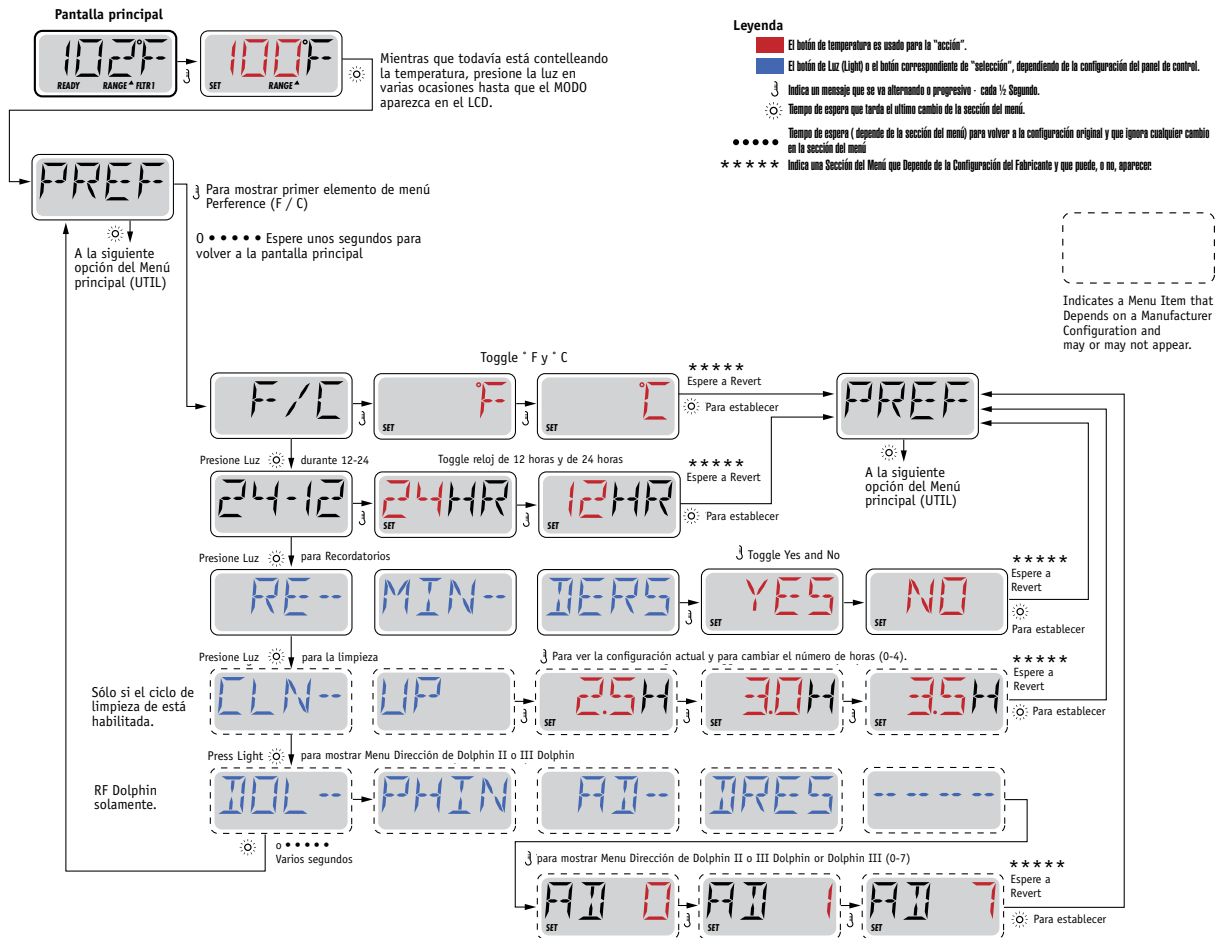 Pantalla principal
102°F
READY RANGE FLTR1
100°F
SET RANGE
Mientras que todavía está contelleando
la temperatura, presione la luz en
varias ocasiones hasta que el MODO
aparezca en el LCD.
Leyenda
El botón de temperatura es usado para la "acción".
El botón de Luz (Light) o el botón correspondiente de "selección", dependiendo de la configuración del panel de control.
Indica un mensaje que se va alternando o progresivo - cada ½ Segundo.
Tiempo de espera que tarda el ultimo cambio de la sección del menú.
••••• Tiempo de espera ( depende de la sección del menú) para volver a la configuración original y que ignora cualquier cambio
en la sección del menú
***** Indica una Sección del Menú que Depende de la Configuración del Fabricante y que puede, o no, aparecer.
PREF
Para mostrar primer elemento de menú
Perference (F / C)
0 • • • • • Espere unos segundos para
volver a la pantalla principal
A la siguiente
opción del Menú
principal (UTIL)
Indicates a Menu Item that
Depends on a Manufacturer
Configuration and
may or may not appear.
Toggle ˚ F y ˚ C
F/C
°F
SET
°C
SET
*****
Espere a Revert
Para establecer
PREF
A la siguiente
opción del Menú
principal (UTIL)
Presione Luz durante 12-24
Toggle reloj de 12 horas y de 24 horas
24-12
24HR
SET
12HR
SET
*****
Espere a Revert
Para establecer
Presione Luz para Recordatorios
Toggle Yes and No
RE-
MIN-
DERS
YES
SET
NO
SET
*****
Espere a
Revert
Para establecer
Presione Luz para la limpieza
Para ver la configuración actual y para cambiar el número de horas (0-4).
Sólo si el ciclo de
limpieza de está
habilitada.
CLN-
UP
2.5H
SET
3.0H
SET
3.5H
SET
*****
Espere a
Revert
Para establecer
Press Light para mostrar Menu Dirección de Dolphin II o III Dolphin
RF Dolphin
solamente.
DOL-
PHIN
AD-
DRES
----
o • • • • •
Varios segundos
para mostrar Menu Dirección de Dolphin II o III Dolphin or Dolphin III (0-7)
AD 0
SET
AD 1
SET
AD 7
SET
*****
Espere a
Revert
Para establecer